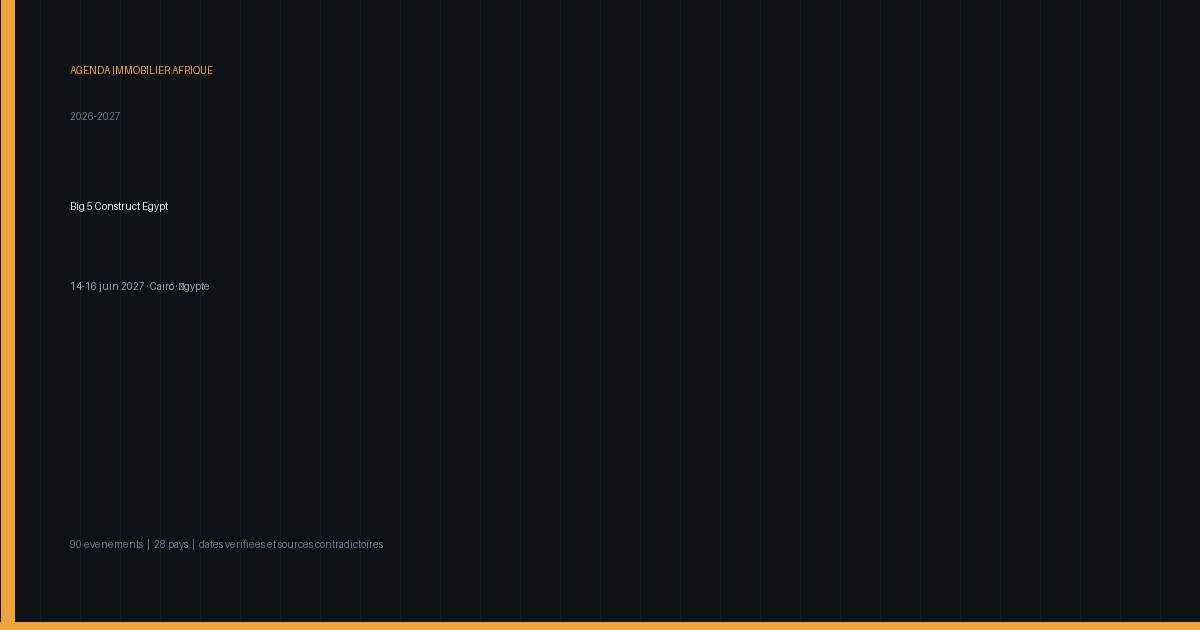 AGENDA IMMOBILIER AFRIQUE
2026-2027
Big 5 Construct Egypt
14-16 juin 2027 · Cairo · �gypte
90 evenements | 28 pays | dates verifiees et sources contradictoires